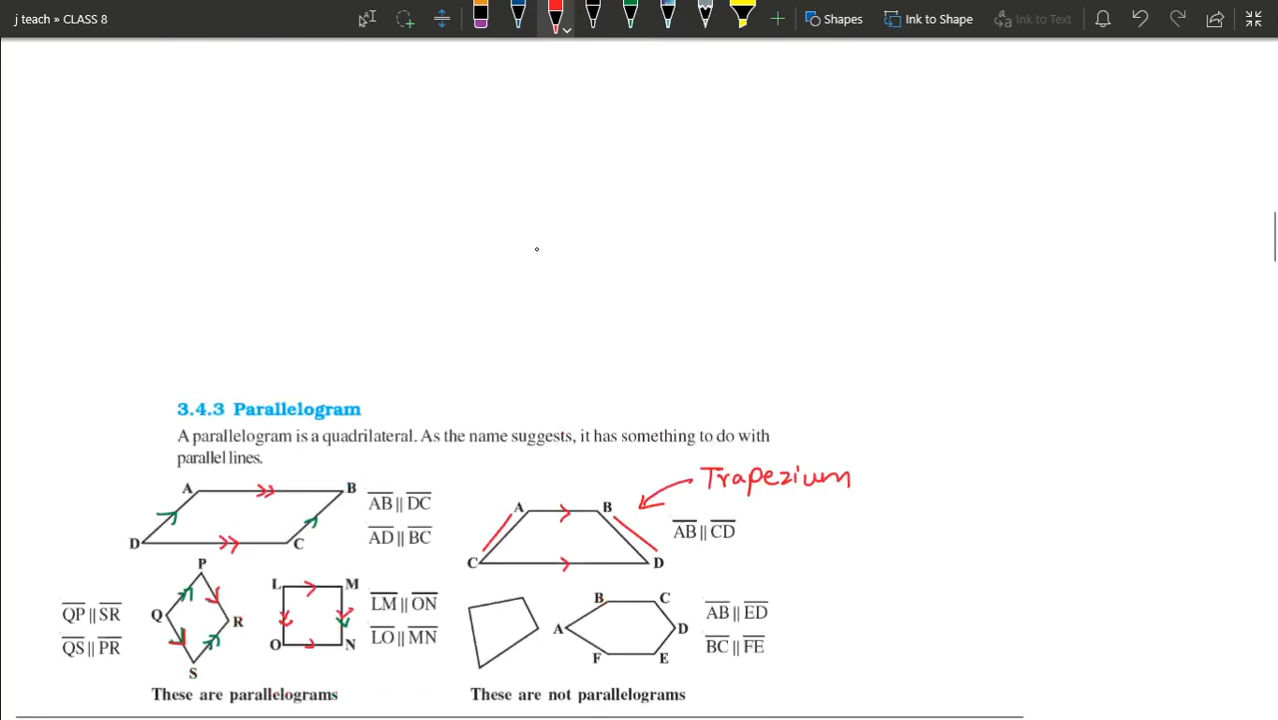 j teach » CLASS 8
Shapes
Ink to Shape
Ink to Text
3.4.3 Parallelogram
A parallelogram is a quadrilateral. As the name suggests, it has something to do with
parallel lines.
A
B
D
C
AB || DC
AD || BC
Trapezium
A
B
C
D
AB || CD
P
Q
R
S
QP || SR
QS || PR
L
M
O
N
LM || ON
LO || MN
B
C
A
D
F
E
AB || ED
BC || FE
These are parallelograms
These are not parallelograms